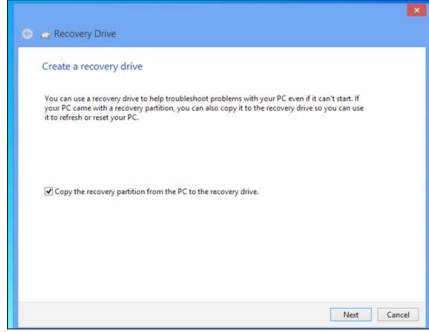 Recovery Drive
Create a recovery drive
You can use a recovery drive to help troubleshoot problems with your PC even if it can't start. If
your PC came with a recovery partition, you can also copy it to the recovery drive so you can use
it to refresh or reset your PC.
Copy the recovery partition from the PC to the recovery drive.
Next Cancel